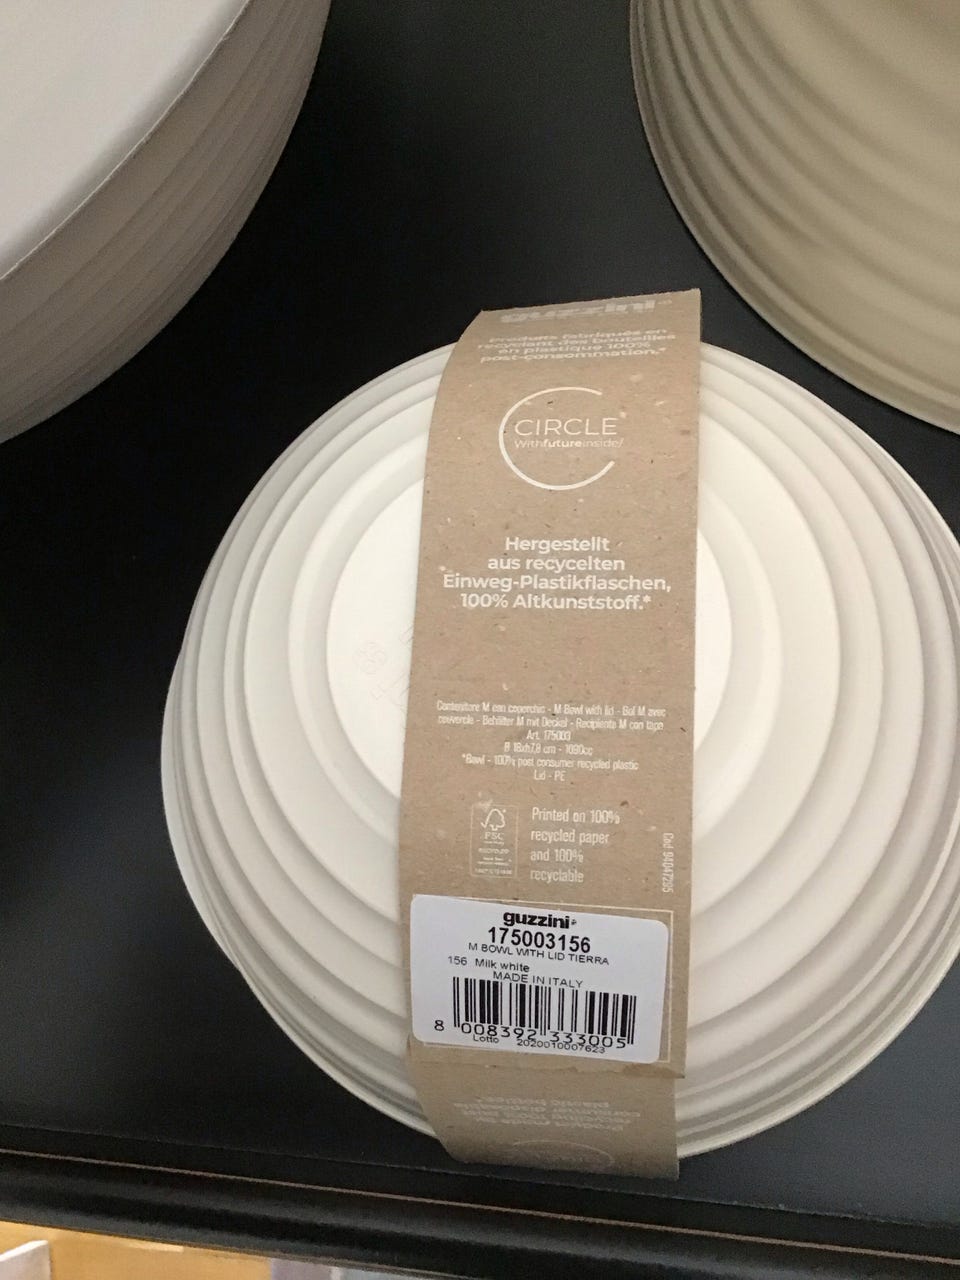 guzzini
Produits fabriqués en
recyclant des bouteilles
en plastique 100%
post-consommation.*
CIRCLE
Withfutureinside/
Hergestellt
aus recycelten
Einweg-Plastikflaschen,
100% Altkunststoff.*
Contenitore M con coperchio - M Bowl with lid - Bol M avec
couvercle - Behälter M mit Deckel - Recipiente M con tapa
Art. 175003
Ø 18xh7,8 cm - 1090cc
*Bowl - 100% post consumer recycled plastic
Lid - PE
FSC
Printed on 100%
recycled paper
and 100%
recyclable
Cod 94047295
guzzini
175003156
M BOWL WITH LID TIERRA
156 Milk white
MADE IN ITALY
8 008392 333005
Lotto 2020010007623